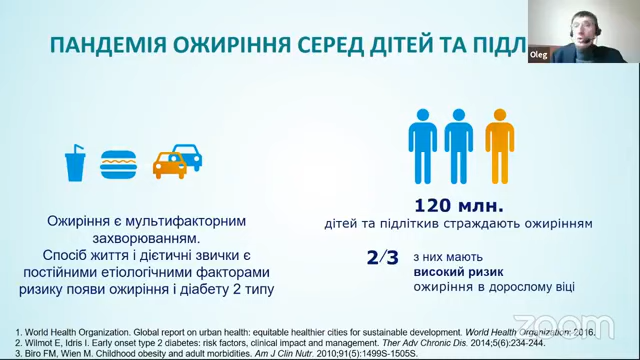 ПАНДЕМІЯ ОЖИРІННЯ СЕРЕД ДІТЕЙ ТА
Oleg
120 млн.
дітей та підлітків страждають ожирінням
Ожиріння є мультифакторним
захворюванням.
Спосіб життя і дієтичні звички є
постійними етіологічними факторами
ризику появи ожиріння і діабету 2 типу
2/3
з них мають
високий ризик
ожиріння в дорослому віці
1. World Health Organization. Global report on urban health: equitable healthier cities for sustainable development. World Health Organization: 2016.
2. Wilmot E, Idris I. Early onset type 2 diabetes: risk factors, clinical impact and management. Ther Adv Chronic Dis. 2014;5(6):234-244.
3. Biro FM, Wien M. Childhood obesity and adult morbidities. Am J Clin Nutr. 2010;91(5):1499S-1505S.
zoom